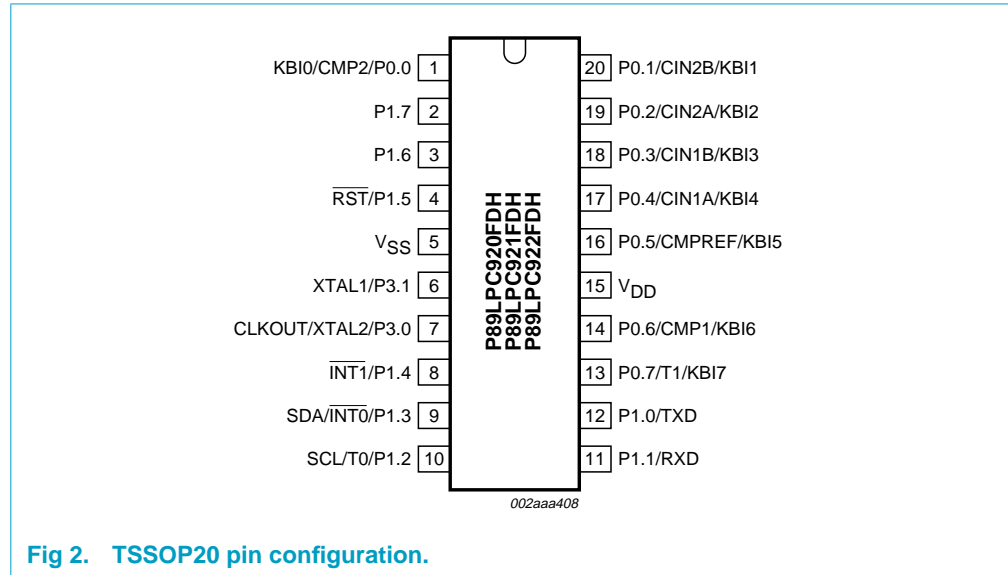 KBI0/CMP2/P0.0 1 20 P0.1/CIN2B/KBI1
P1.7 2 19 P0.2/CIN2A/KBI2
P1.6 3 18 P0.3/CIN1B/KBI3
R̅S̅T̅/P1.5 4 17 P0.4/CIN1A/KBI4
VSS 5 16 P0.5/CMPREF/KBI5
XTAL1/P3.1 6 15 VDD
CLKOUT/XTAL2/P3.0 7 14 P0.6/CMP1/KBI6
I̅N̅T̅1̅/P1.4 8 13 P0.7/T1/KBI7
SDA/I̅N̅T̅0̅/P1.3 9 12 P1.0/TXD
SCL/T0/P1.2 10 11 P1.1/RXD
P89LPC920FDH
P89LPC921FDH
P89LPC922FDH
002aaa408
Fig 2. TSSOP20 pin configuration.